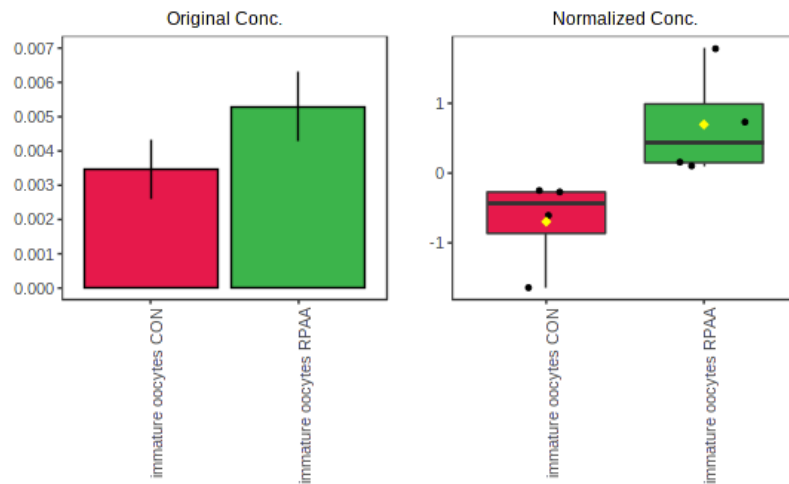 Original Conc.
0.007
0.006
0.005
0.004
0.003
0.002
0.001
0.000
immature oocytes CON
immature oocytes RPAA
Normalized Conc.
1
0
-1
immature oocytes CON
immature oocytes RPAA